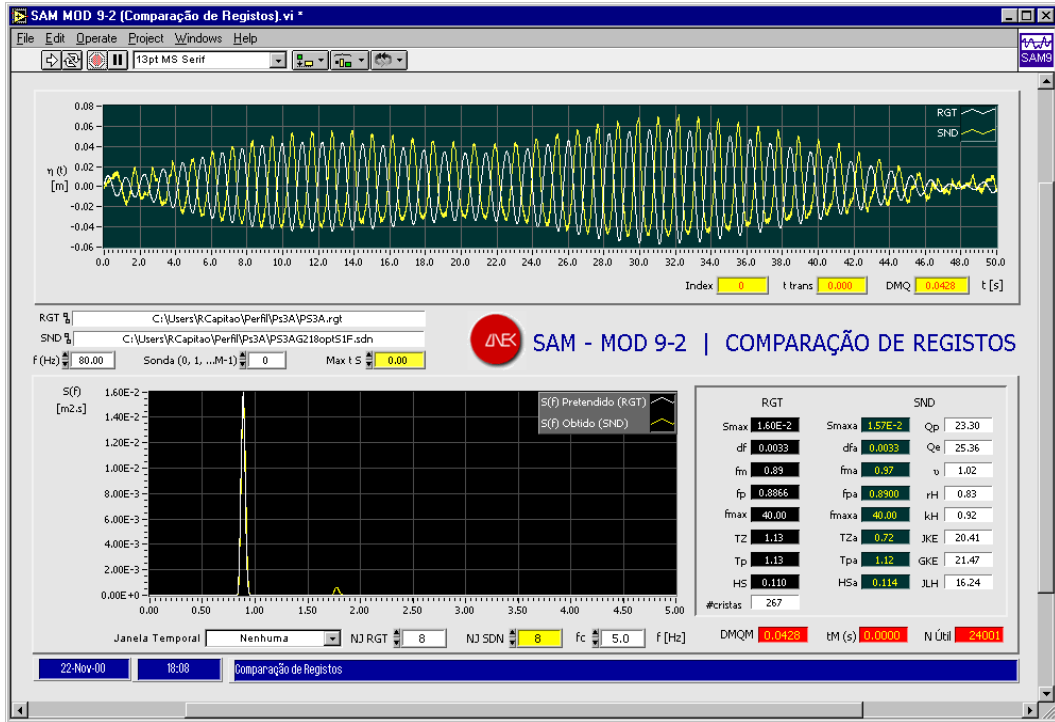 SAM MOD 9-2 (Comparação de Registos).vi *
File Edit Operate Project Windows Help
13pt MS Serif
SAM9
0.08
0.06
0.04
η (t) 0.02
[m] 0.00
-0.02
-0.04
-0.06
RGT
SND
0.0 2.0 4.0 6.0 8.0 10.0 12.0 14.0 16.0 18.0 20.0 22.0 24.0 26.0 28.0 30.0 32.0 34.0 36.0 38.0 40.0 42.0 44.0 46.0 48.0 50.0
Index 0 t trans 0.000 DMQ 0.0428 t [s]
RGT C:\Users\RCapitao\Perfil\Ps3A\PS3A.rgt
SND C:\Users\RCapitao\Perfil\Ps3A\PS3AG218optS1F.sdn
f (Hz) 80.00 Sonda (0, 1, ...M-1) 0 Max t S 0.00
LNEC SAM - MOD 9-2 | COMPARAÇÃO DE REGISTOS
S(f)
[m2.s]
1.60E-2
1.40E-2
1.20E-2
1.00E-2
8.00E-3
6.00E-3
4.00E-3
2.00E-3
0.00E+0
S(f) Pretendido (RGT)
S(f) Obtido (SND)
0.00 0.50 1.00 1.50 2.00 2.50 3.00 3.50 4.00 4.50 5.00
Janela Temporal Nenhuma NJ RGT 8 NJ SDN 8 fc 5.0 f [Hz]
RGT SND
Smax 1.60E-2 Smaxa 1.57E-2 Qp 23.30
df 0.0033 dfa 0.0033 Qe 25.36
fm 0.89 fma 0.97 υ 1.02
fp 0.8866 fpa 0.8900 rH 0.83
fmax 40.00 fmaxa 40.00 kH 0.92
TZ 1.13 TZa 0.72 JKE 20.41
Tp 1.13 Tpa 1.12 GKE 21.47
HS 0.110 HSa 0.114 JLH 16.24
#cristas 267
DMQM 0.0428 tM (s) 0.0000 N Útil 24001
22-Nov-00 18:08 Comparação de Registos